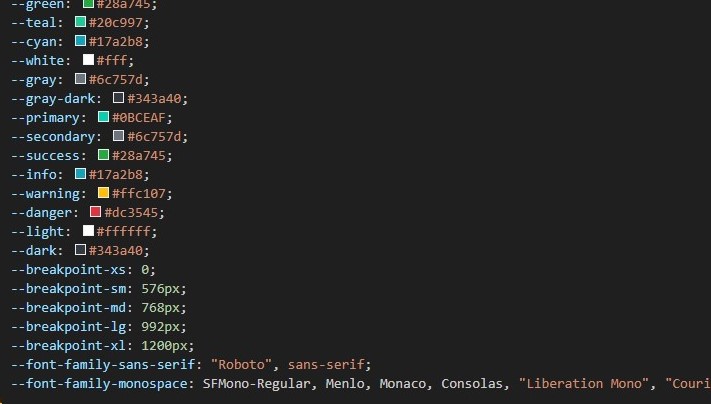 --green: #28a745;
--teal: #20c997;
--cyan: #17a2b8;
--white: #fff;
--gray: #6c757d;
--gray-dark: #343a40;
--primary: #0BCEAF;
--secondary: #6c757d;
--success: #28a745;
--info: #17a2b8;
--warning: #ffc107;
--danger: #dc3545;
--light: #ffffff;
--dark: #343a40;
--breakpoint-xs: 0;
--breakpoint-sm: 576px;
--breakpoint-md: 768px;
--breakpoint-lg: 992px;
--breakpoint-xl: 1200px;
--font-family-sans-serif: "Roboto", sans-serif;
--font-family-monospace: SFMono-Regular, Menlo, Monaco, Consolas, "Liberation Mono", "Couri